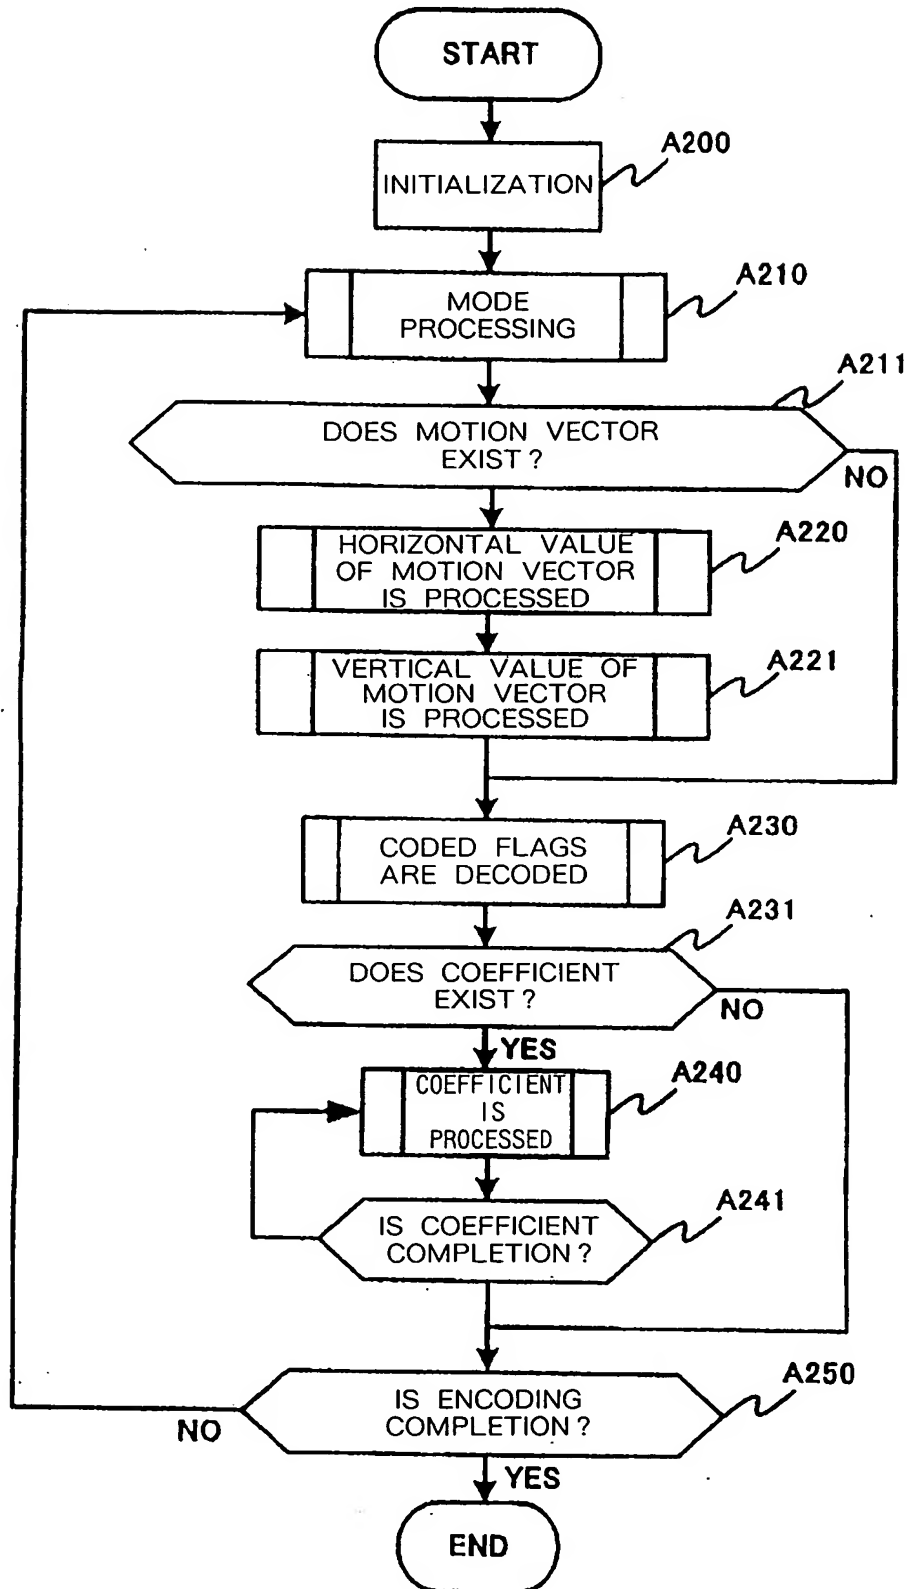 START
A200
INITIALIZATION
A210
MODE
PROCESSING
A211
DOES MOTION VECTOR
EXIST?
NO
A220
HORIZONTAL VALUE
OF MOTION VECTOR
IS PROCESSED
A221
VERTICAL VALUE OF
MOTION VECTOR
IS PROCESSED
A230
CODED FLAGS
ARE DECODED
A231
DOES COEFFICIENT
EXIST?
NO
YES
A240
COEFFICIENT
IS
PROCESSED
A241
IS COEFFICIENT
COMPLETION?
A250
IS ENCODING
COMPLETION?
NO
YES
END